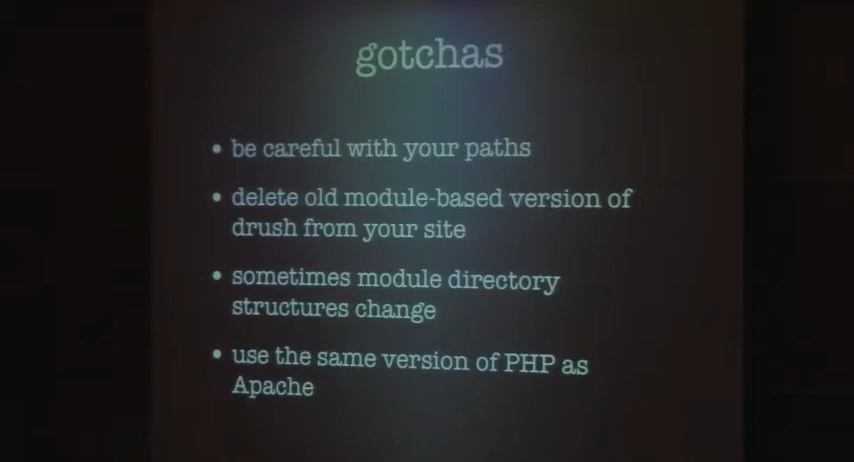 gotchas
• be careful with your paths
• delete old module-based version of
drush from your site
• sometimes module directory
structures change
• use the same version of PHP as
Apache